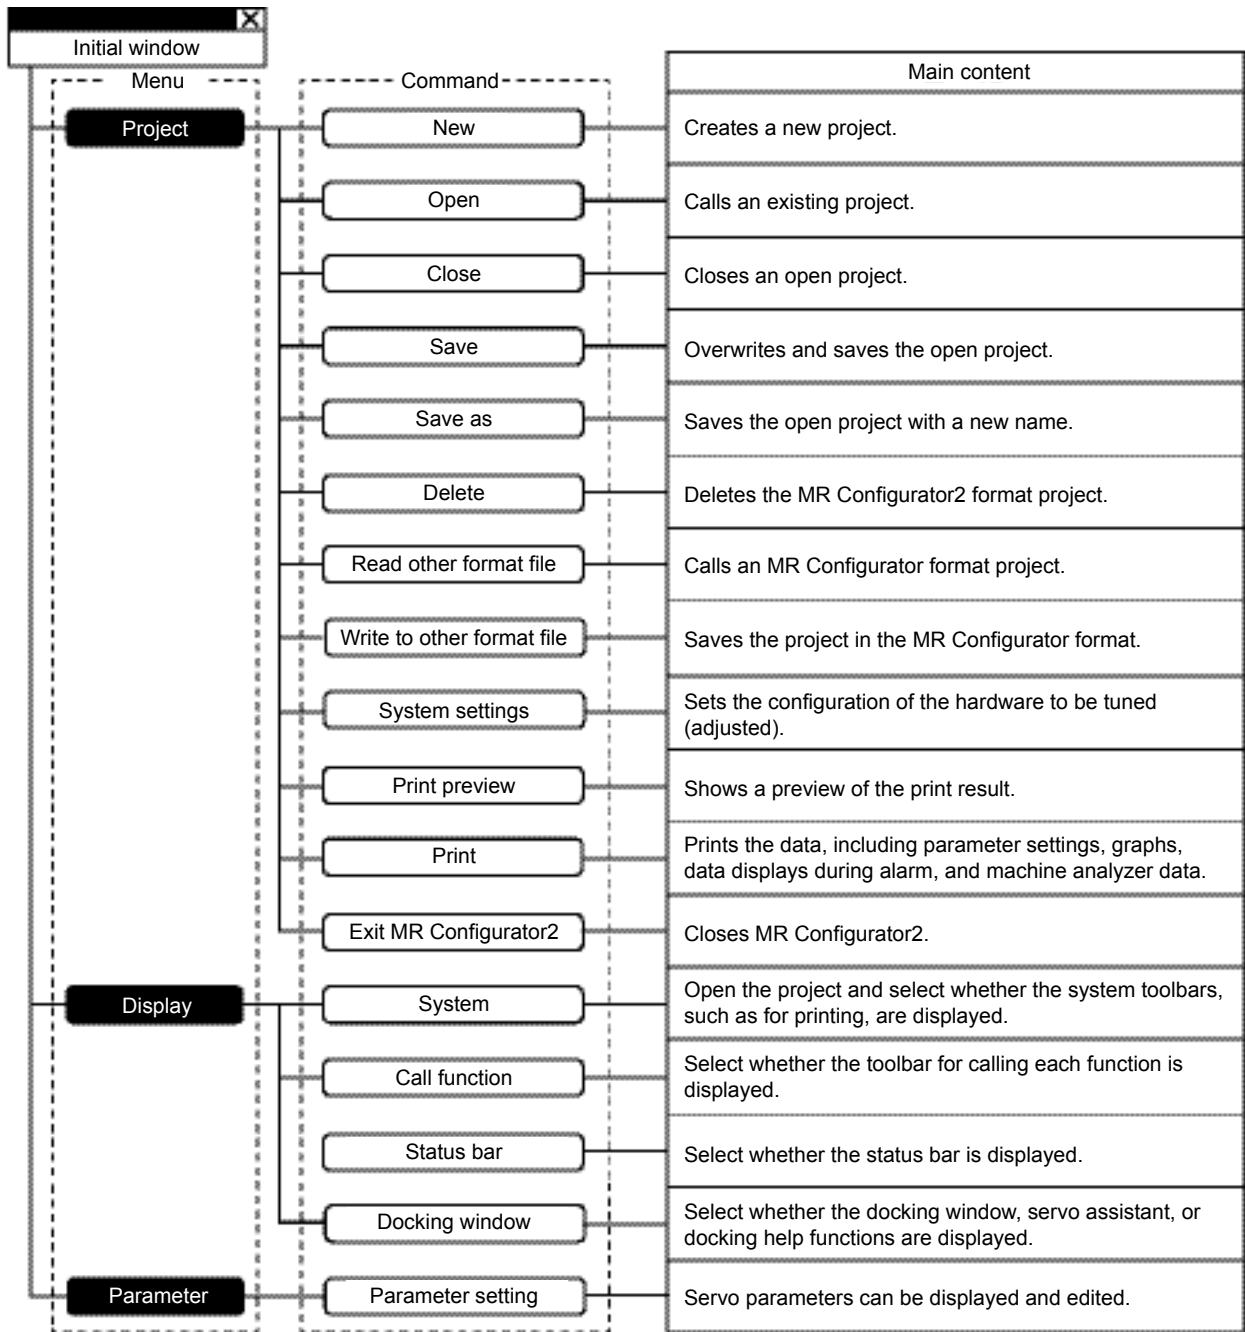 Initial window
Menu
Command
Main content
Project
New
Creates a new project.
Open
Calls an existing project.
Close
Closes an open project.
Save
Overwrites and saves the open project.
Save as
Saves the open project with a new name.
Delete
Deletes the MR Configurator2 format project.
Read other format file
Calls an MR Configurator format project.
Write to other format file
Saves the project in the MR Configurator format.
System settings
Sets the configuration of the hardware to be tuned
(adjusted).
Print preview
Shows a preview of the print result.
Print
Prints the data, including parameter settings, graphs,
data displays during alarm, and machine analyzer data.
Exit MR Configurator2
Closes MR Configurator2.
Display
System
Open the project and select whether the system toolbars,
such as for printing, are displayed.
Call function
Select whether the toolbar for calling each function is
displayed.
Status bar
Select whether the status bar is displayed.
Docking window
Select whether the docking window, servo assistant, or
docking help functions are displayed.
Parameter
Parameter setting
Servo parameters can be displayed and edited.